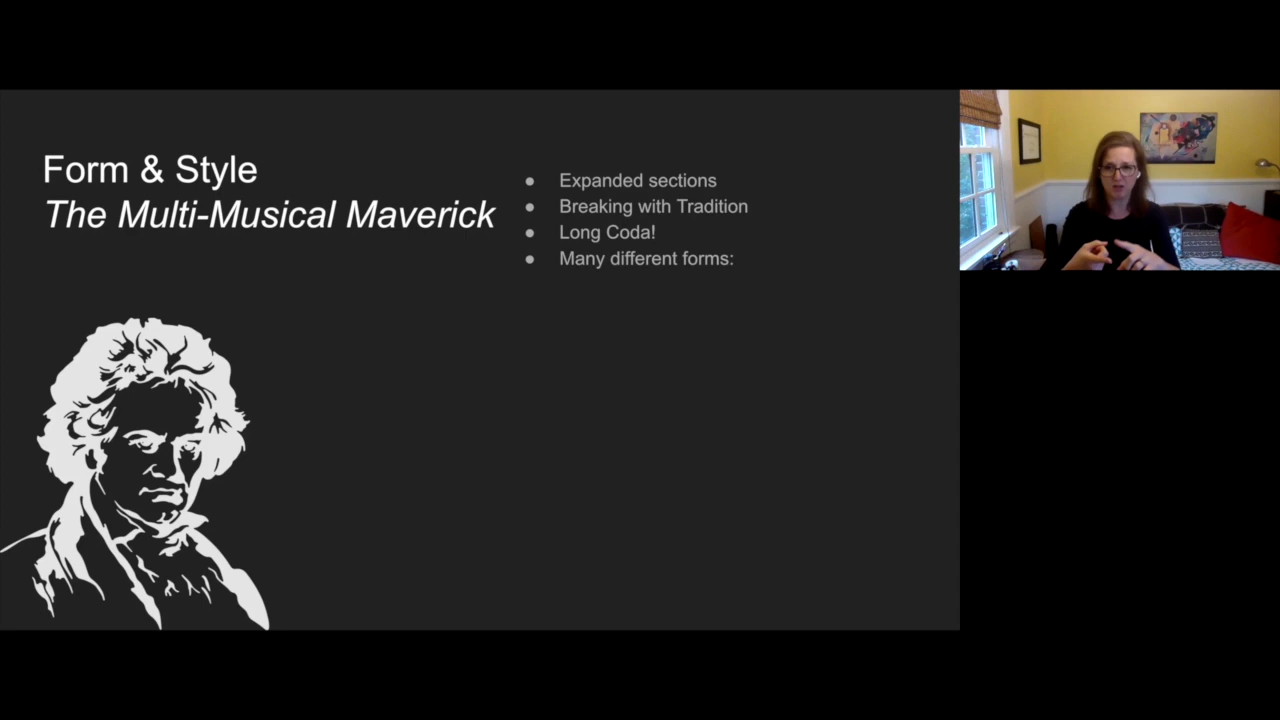 Form & Style
The Multi-Musical Maverick
● Expanded sections
● Breaking with Tradition
● Long Coda!
● Many different forms: